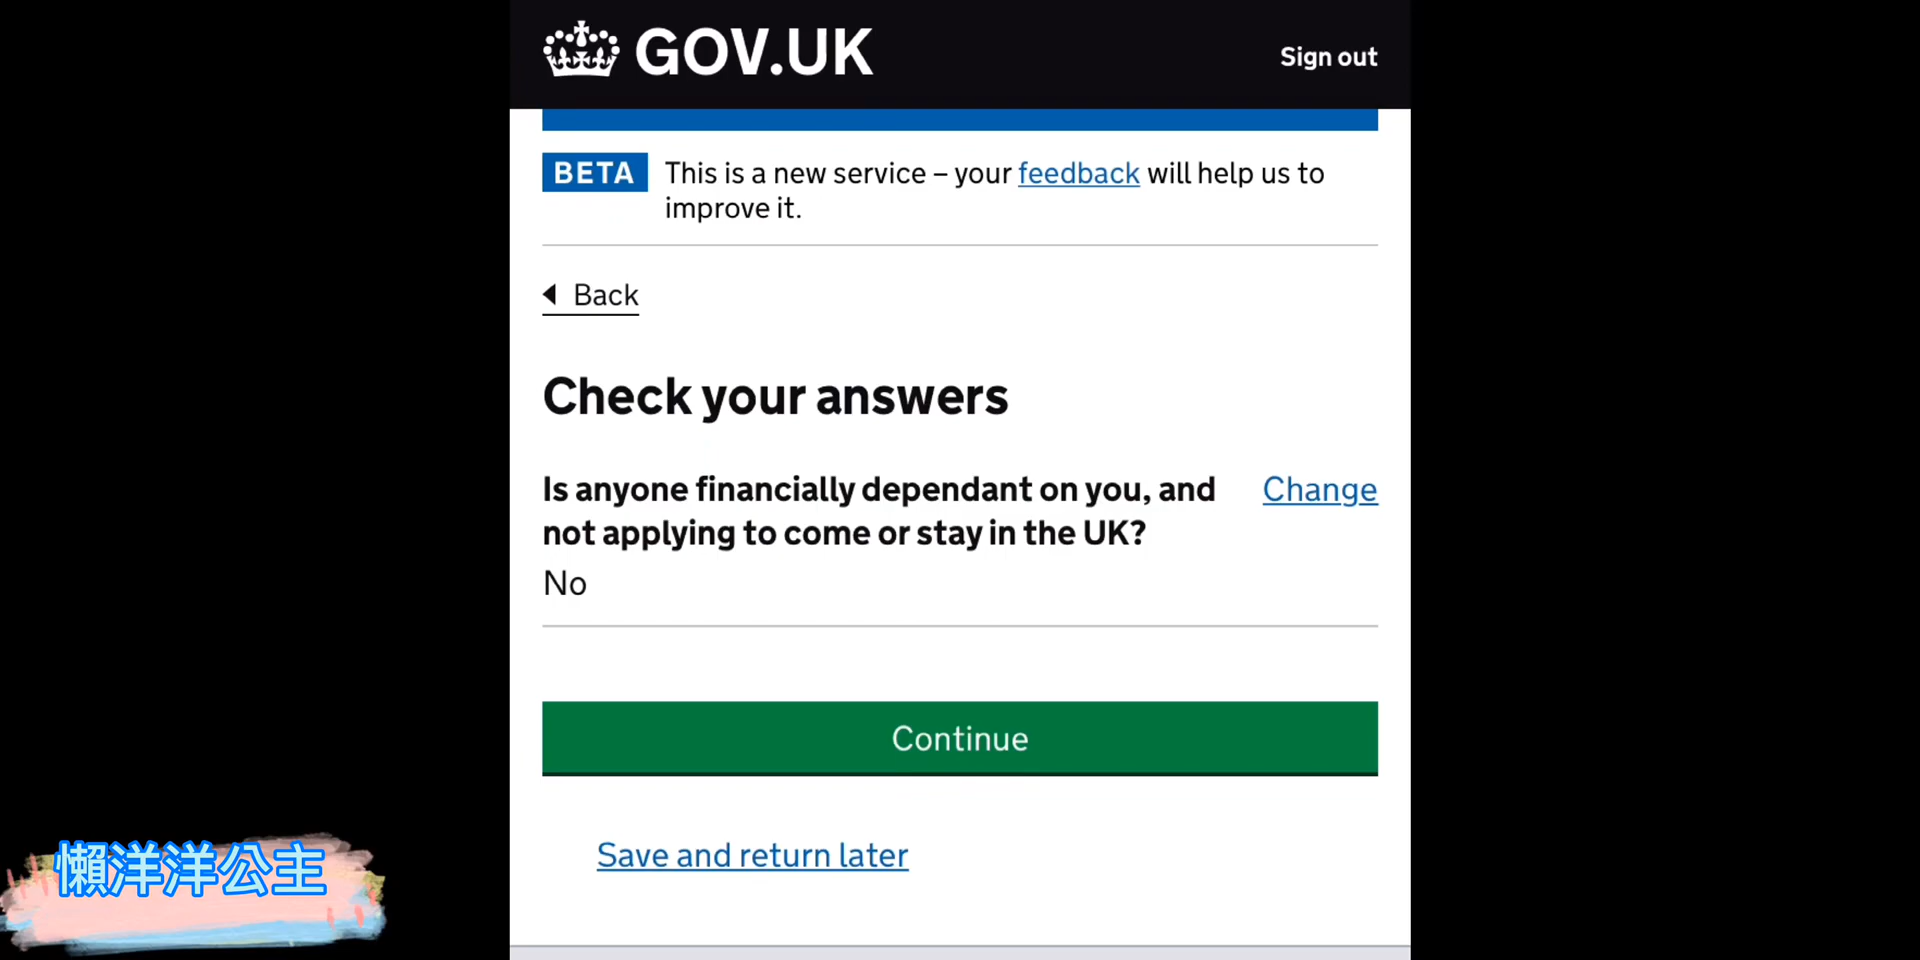 GOV.UK
Sign out
BETA
This is a new service – your feedback will help us to
improve it.
Back
Check your answers
Is anyone financially dependant on you, and
not applying to come or stay in the UK?
Change
No
Continue
Save and return later
懶洋洋公主